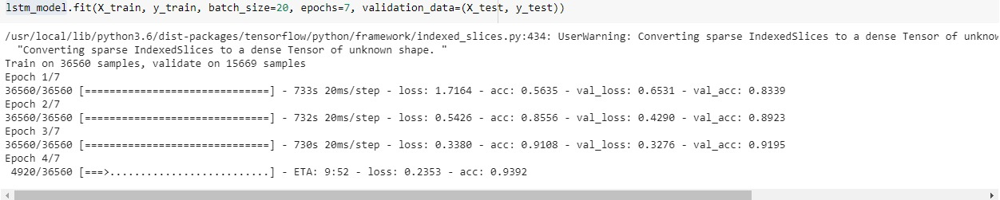 lstm_model.fit(X_train, y_train, batch_size=20, epochs=7, validation_data=(X_test, y_test))
/usr/local/lib/python3.6/dist-packages/tensorflow/python/framework/indexed_slices.py:434: UserWarning: Converting sparse IndexedSlices to a dense Tensor of unknow
"Converting sparse IndexedSlices to a dense Tensor of unknown shape. "
Train on 36560 samples, validate on 15669 samples
Epoch 1/7
36560/36560 [==============================] - 733s 20ms/step - loss: 1.7164 - acc: 0.5635 - val_loss: 0.6531 - val_acc: 0.8339
Epoch 2/7
36560/36560 [==============================] - 732s 20ms/step - loss: 0.5426 - acc: 0.8556 - val_loss: 0.4290 - val_acc: 0.8923
Epoch 3/7
36560/36560 [==============================] - 730s 20ms/step - loss: 0.3380 - acc: 0.9108 - val_loss: 0.3276 - val_acc: 0.9195
Epoch 4/7
4920/36560 [===>..........................] - ETA: 9:52 - loss: 0.2353 - acc: 0.9392